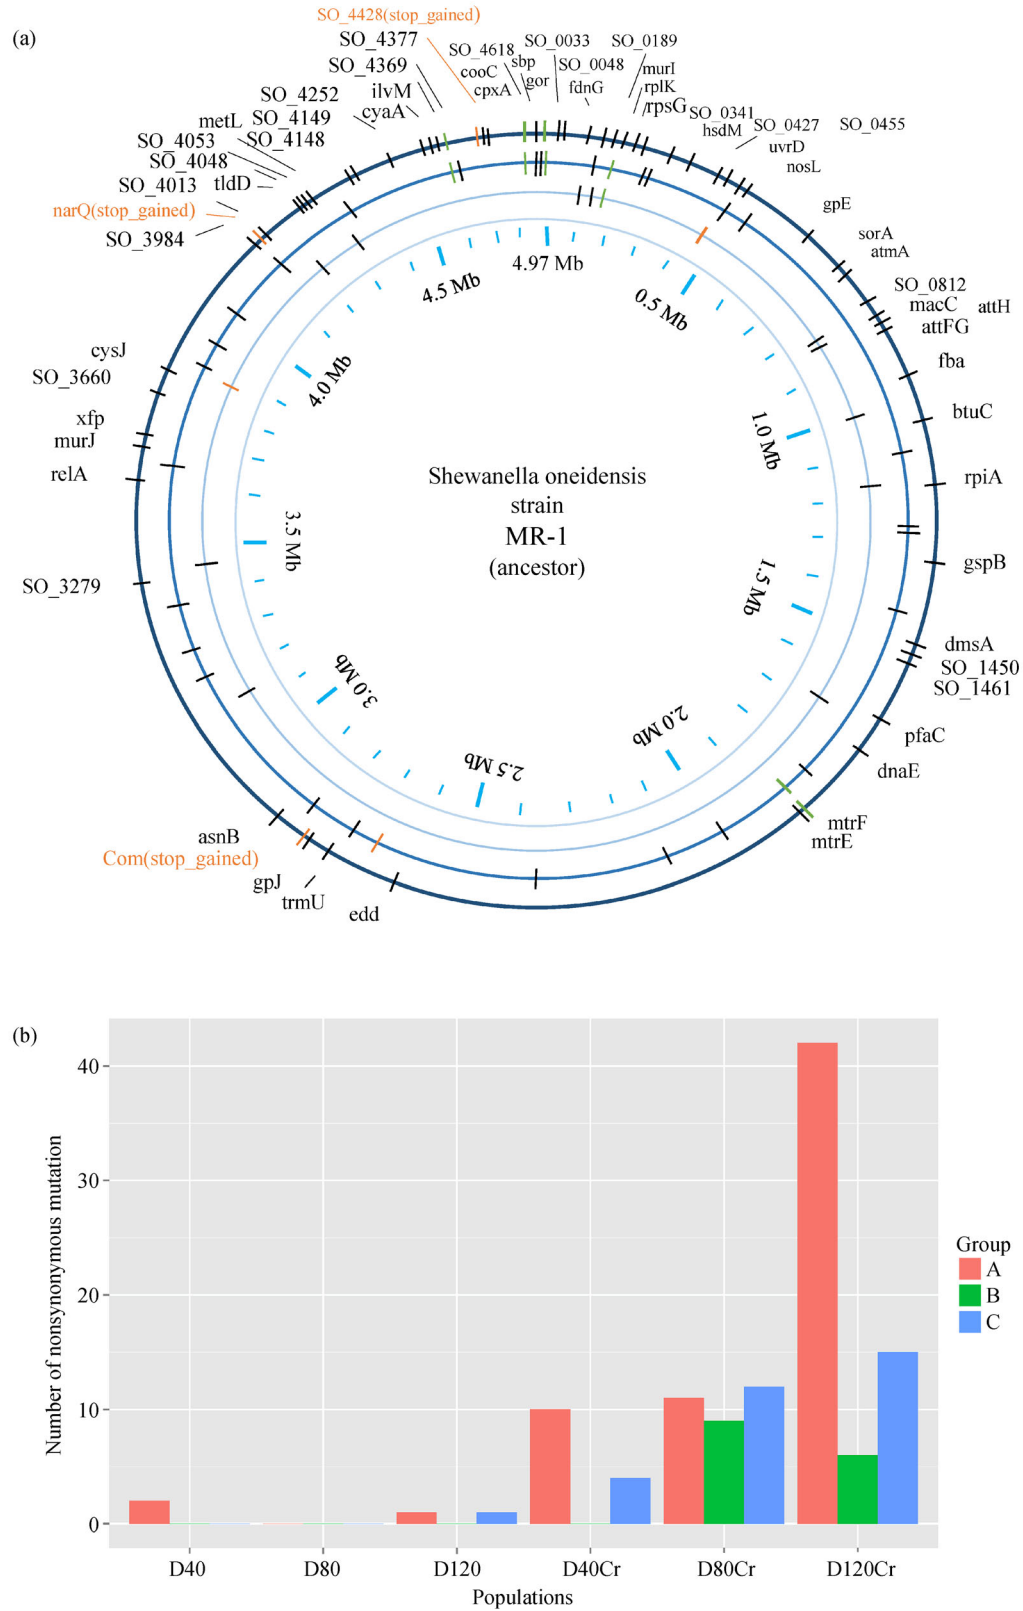 (a)
SO_4428(stop_gained)
SO_4377
SO_4369
ilvM
cyaA
SO_4252
SO_4149
SO_4148
metL
SO_4053
SO_4048
SO_4013
tldD
narQ(stop_gained)
SO_3984
SO_4618
cooC
cpxA
sbp
gor
SO_0033
SO_0048
fdnG
SO_0189
murI
rplK
rpsG
SO_0341
hsdM
SO_0427
uvrD
nosL
SO_0455
gpE
sorA
atmA
SO_0812
macC
attH
attFG
fba
btuC
rpiA
gspB
dmsA
SO_1450
SO_1461
pfaC
dnaE
mtrF
mtrE
edd
trmU
gpJ
Com(stop_gained)
asnB
SO_3279
relA
murJ
xfp
SO_3660
cysJ
4.97 Mb
0.5 Mb
1.0 Mb
1.5 Mb
2.0 Mb
2.5 Mb
3.0 Mb
3.5 Mb
4.0 Mb
4.5 Mb
Shewanella oneidensis
strain
MR-1
(ancestor)
(b)
Number of nonsynonymous mutation
40
30
20
10
0
D40
D80
D120
D40Cr
D80Cr
D120Cr
Populations
Group
A
B
C